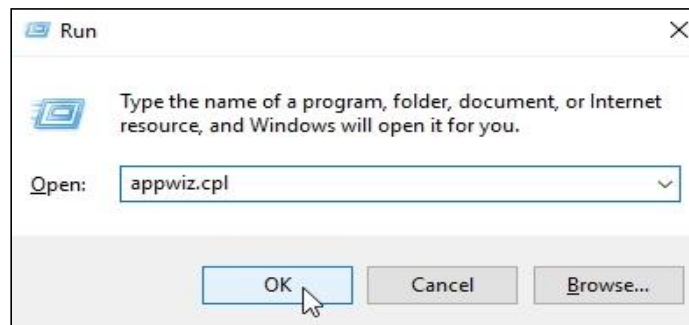 Run
Type the name of a program, folder, document, or Internet
resource, and Windows will open it for you.
Open: appwiz.cpl
OK Cancel Browse...